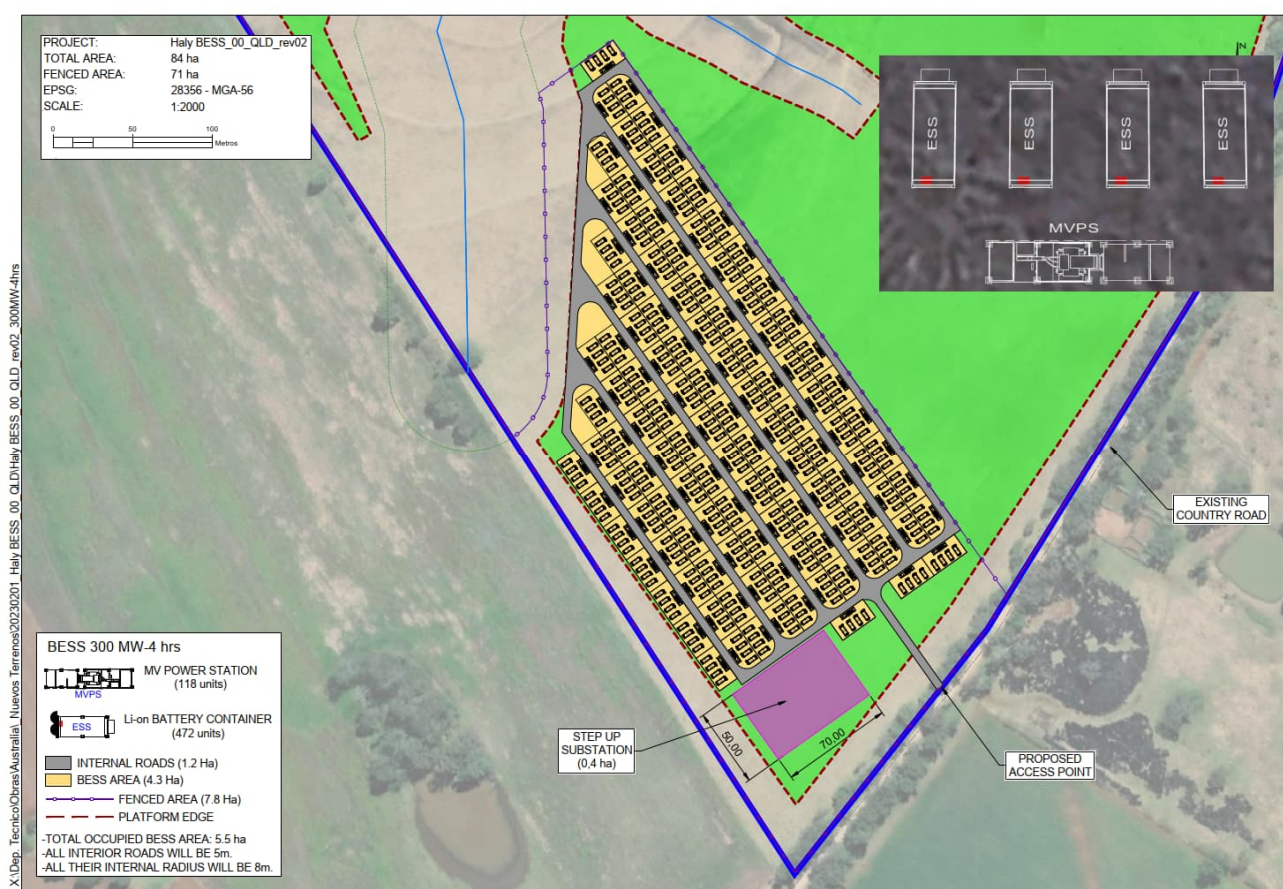 PROJECT: Haly BESS_00_QLD_rev02
TOTAL AREA: 84 ha
FENCED AREA: 71 ha
EPSG: 28356 - MGA-56
SCALE: 1:2000
0 50 100
Metros
N
ESS ESS ESS ESS
MVPS
EXISTING
COUNTRY ROAD
X:\Dep. Tecnico\Obras\Australia\_Nuevos Terrenos\20230201_Haly BESS_00_QLD\Haly BESS_00_QLD_rev02_300MW-4hrs
BESS 300 MW-4 hrs
MV POWER STATION
(118 units)
MVPS
Li-on BATTERY CONTAINER
(472 units)
ESS
INTERNAL ROADS (1.2 Ha)
BESS AREA (4.3 Ha)
FENCED AREA (7.8 Ha)
PLATFORM EDGE
-TOTAL OCCUPIED BESS AREA: 5.5 ha
-ALL INTERIOR ROADS WILL BE 5m.
-ALL THEIR INTERNAL RADIUS WILL BE 8m.
STEP UP
SUBSTATION
(0,4 ha)
50,00
70,00
PROPOSED
ACCESS POINT